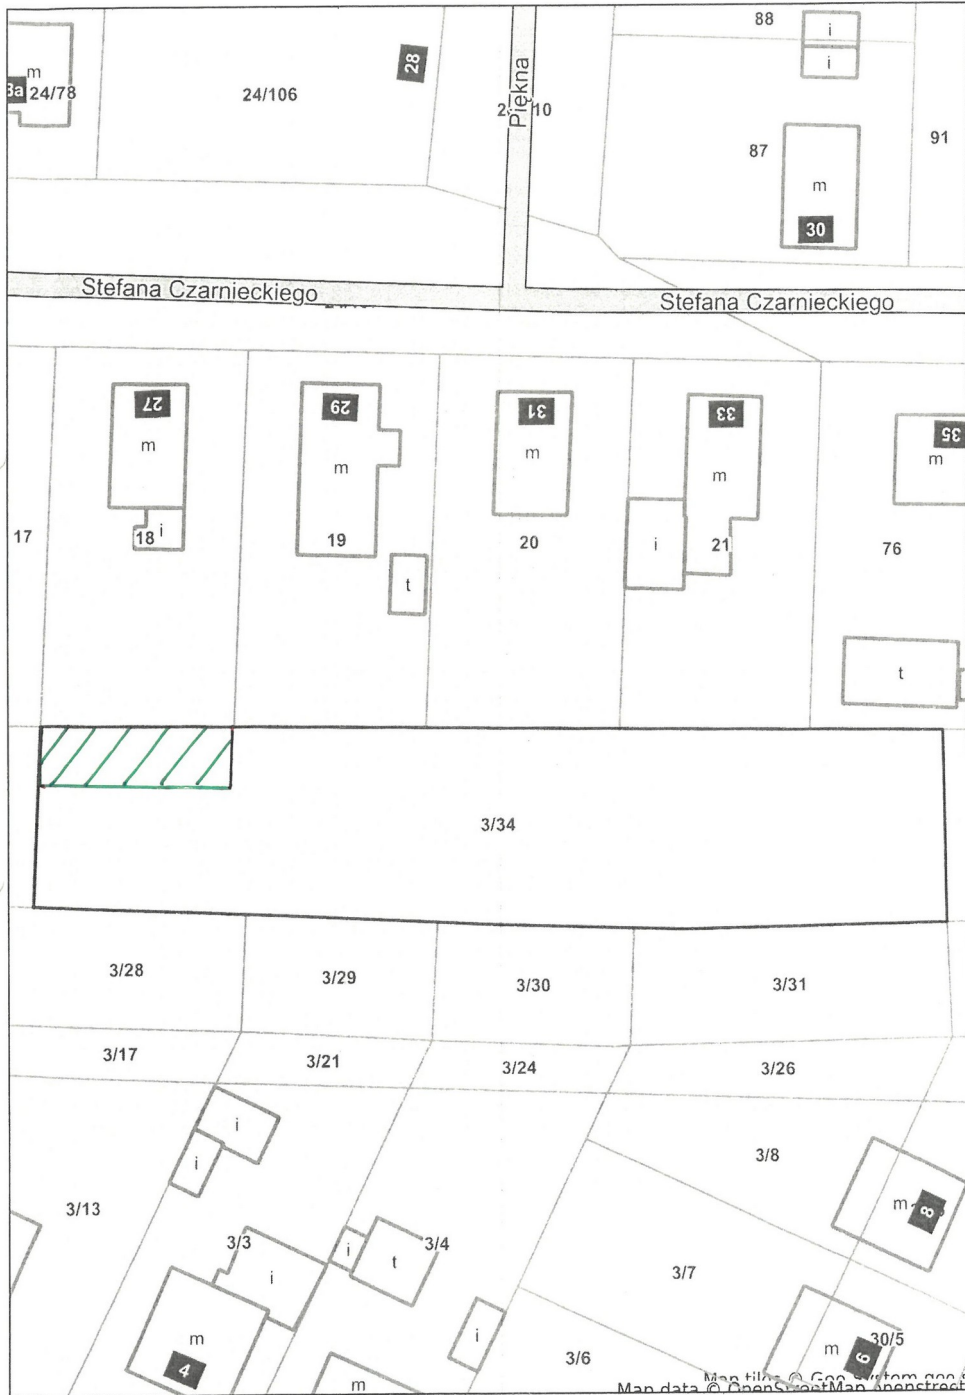 88
i
i
m
3a 24/78
24/106
28
Piękna
87
91
m
30
Stefana Czarnieckiego
Stefana Czarnieckiego
27
29
31
33
35
m
m
m
m
m
17
18
i
19
20
i
21
76
t
t
3/34
3/28
3/29
3/30
3/31
3/17
3/21
3/24
3/26
i
i
3/8
m
8
3/13
3/3
i
3/4
i
t
3/7
m
4
i
3/6
m
6
30/5
m
Map tiles © Geo
Map data © OpenStreetMap